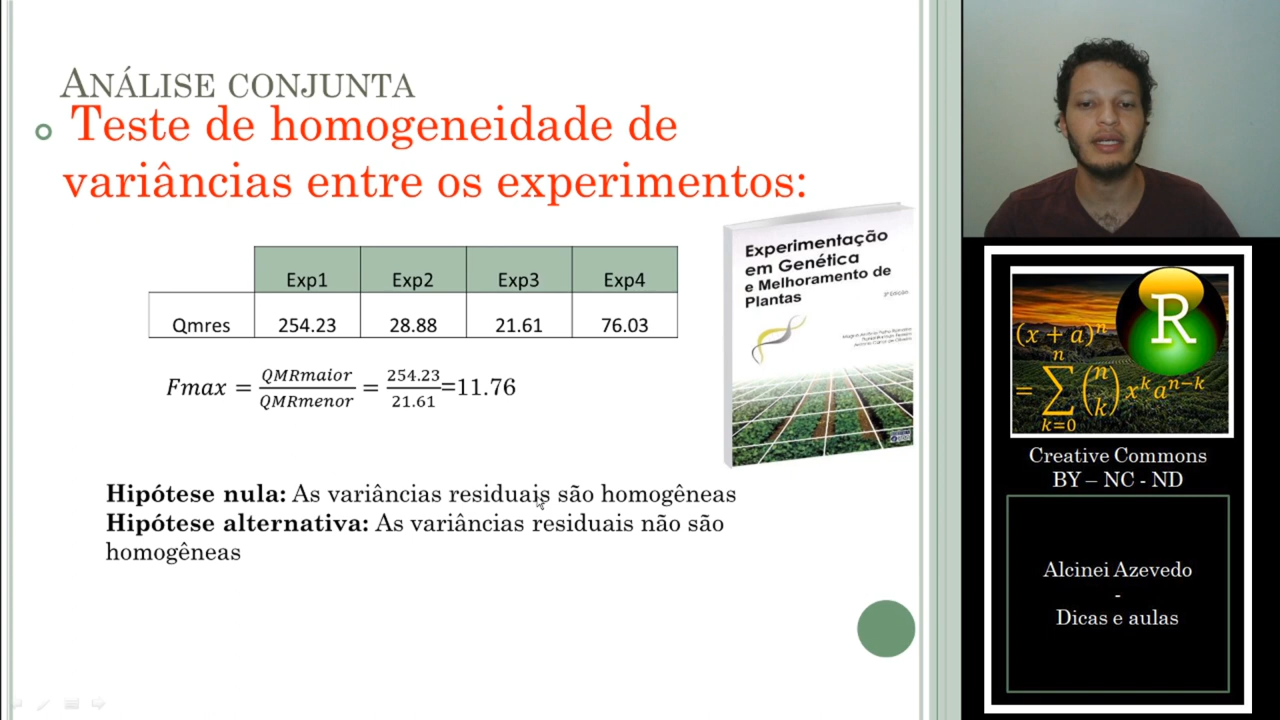 ANÁLISE CONJUNTA
Teste de homogeneidade de
variâncias entre os experimentos:
Exp1 Exp2 Exp3 Exp4
Qmres 254.23 28.88 21.61 76.03
Fmax = QMRmaior/QMRmenor = 254.23/21.61 =11.76
Hipótese nula: As variâncias residuais são homogêneas
Hipótese alternativa: As variâncias residuais não são
homogêneas
Experimentação
em Genética
e Melhoramento de
Plantas
3ª Edição
(x + a)^n
= ∑_{k=0}^{n} (n k) x^k a^{n−k}
R
Creative Commons
BY – NC - ND
Alcinei Azevedo
-
Dicas e aulas